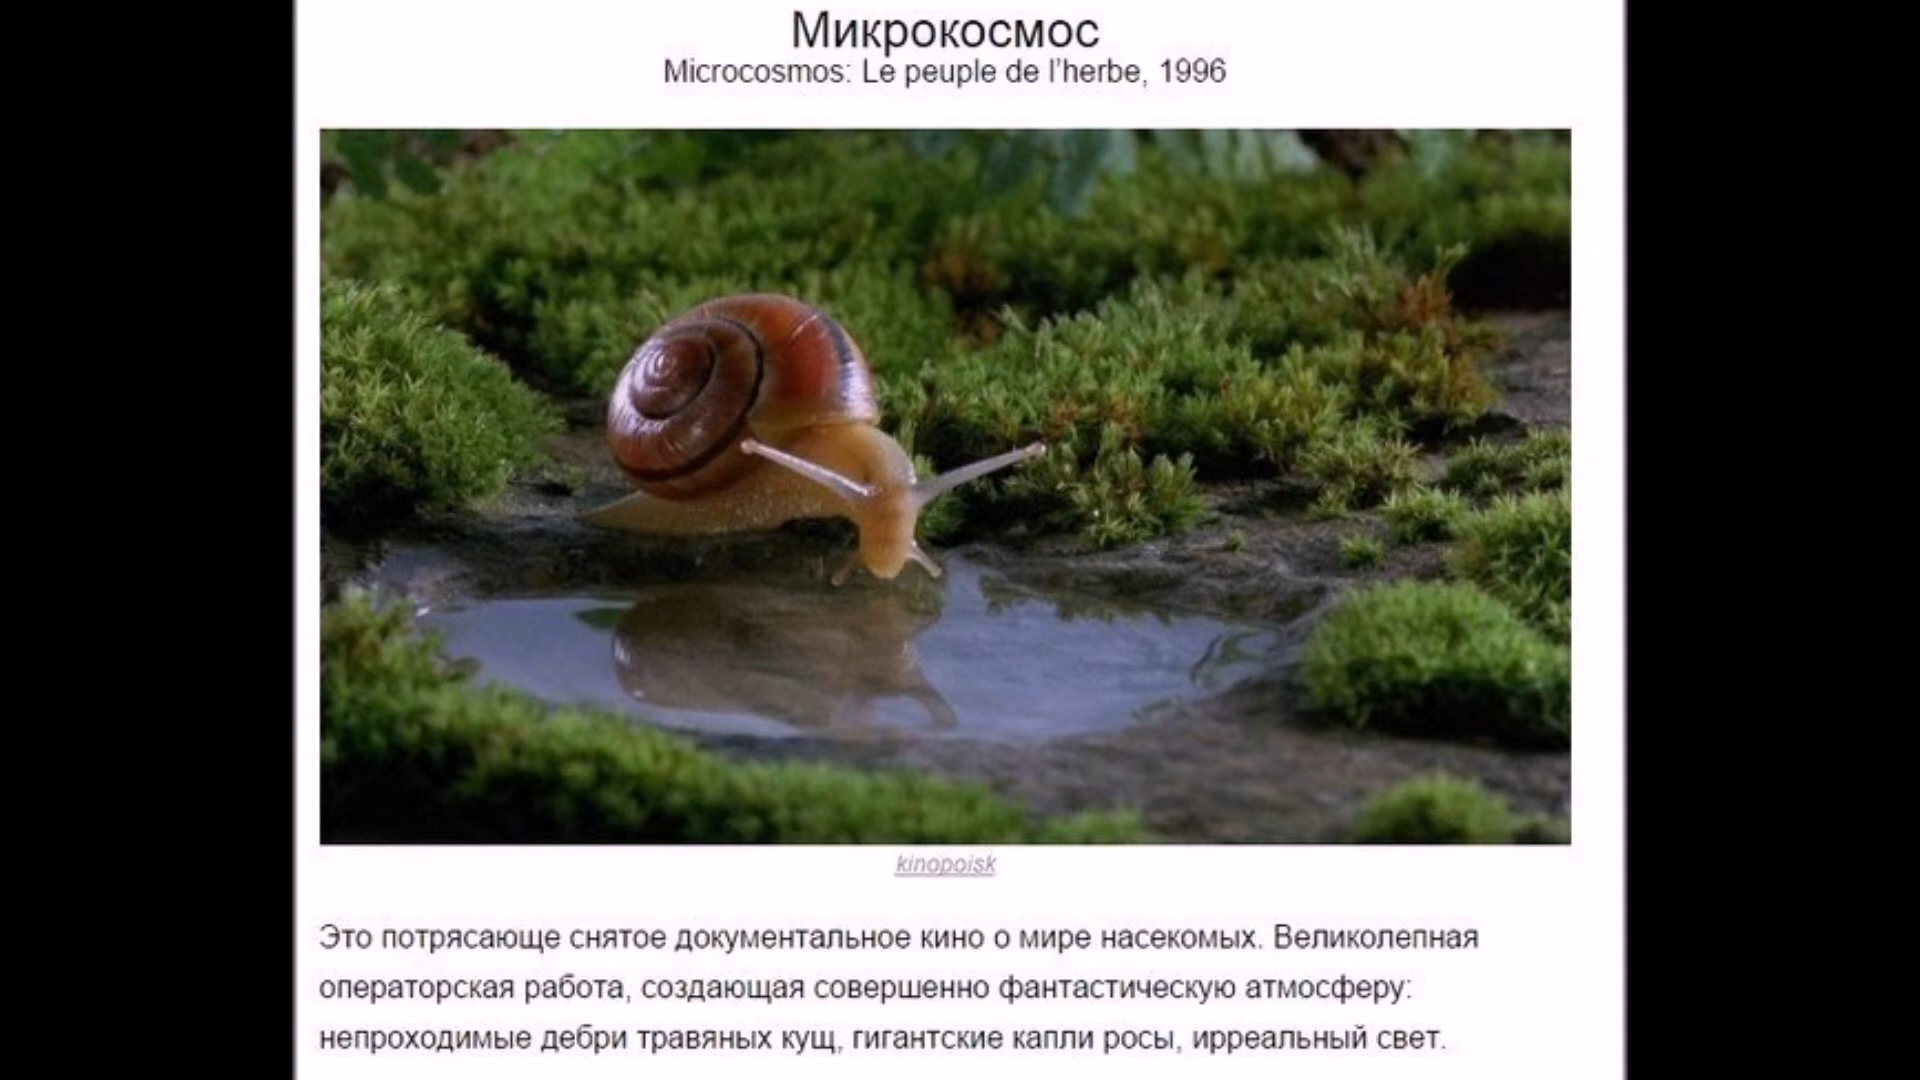 Микрокосмос
Microcosmos: Le peuple de l'herbe, 1996
kinopoisk
Это потрясающе снятое документальное кино о мире насекомых. Великолепная
операторская работа, создающая совершенно фантастическую атмосферу:
непроходимые дебри травяных кущ, гигантские капли росы, ирреальный свет.